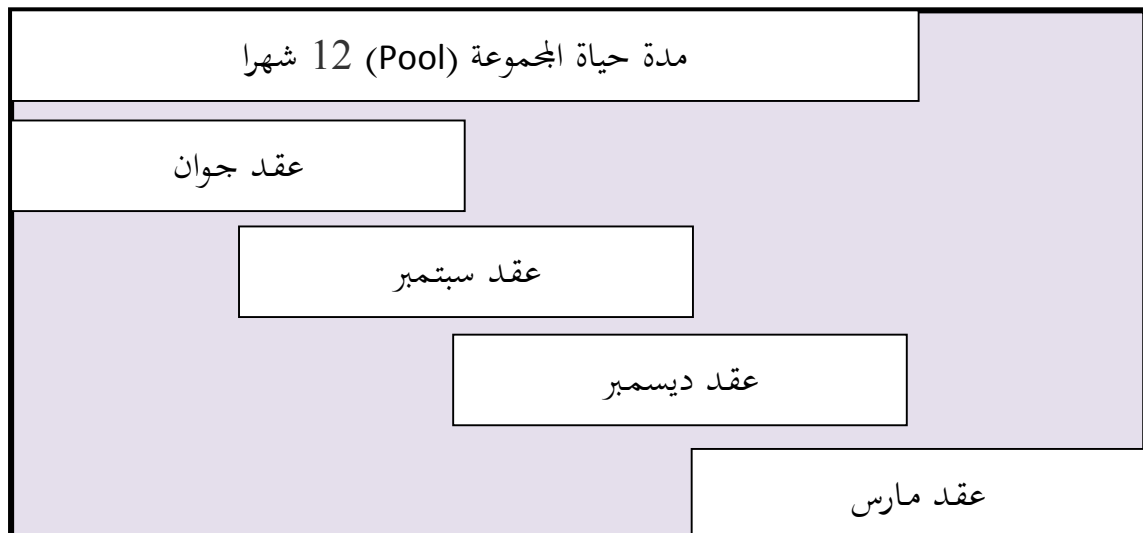 مدة حياة المجموعة (Pool) 12 شهرا
عقد جوان
عقد سبتمبر
عقد ديسمبر
عقد مارس